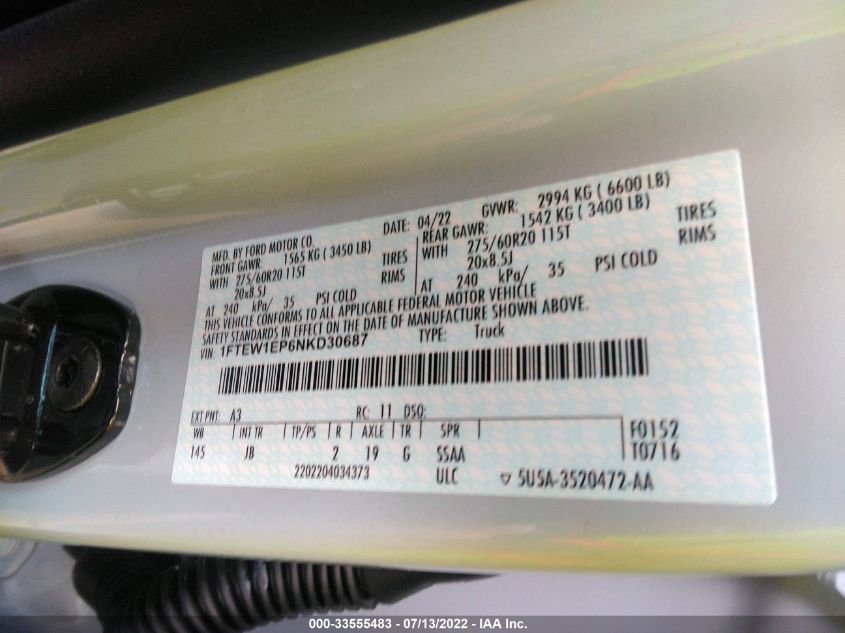 MFD. BY FORD MOTOR CO.
DATE: 04/22 GVWR: 2994 KG ( 6600 LB)
FRONT GAWR: 1565 KG ( 3450 LB)
REAR GAWR: 1542 KG ( 3400 LB)
WITH 275/60R20 115T TIRES
WITH 275/60R20 115T TIRES
20x8.5J RIMS
20x8.5J RIMS
AT 240 kPa/ 35 PSI COLD
AT 240 kPa/ 35 PSI COLD
THIS VEHICLE CONFORMS TO ALL APPLICABLE FEDERAL MOTOR VEHICLE
SAFETY STANDARDS IN EFFECT ON THE DATE OF MANUFACTURE SHOWN ABOVE.
VIN: 1FTEW1EP6NKD30687 TYPE: Truck
EXT PNT: A3 RC: 11 DSO:
WB INT TR TP/PS R AXLE TR SPR F0152
145 JB 2 19 G SSAA T0716
2202204034373 ULC ▽ 5U5A-3520472-AA
000-33555483 - 07/13/2022 - IAA Inc.